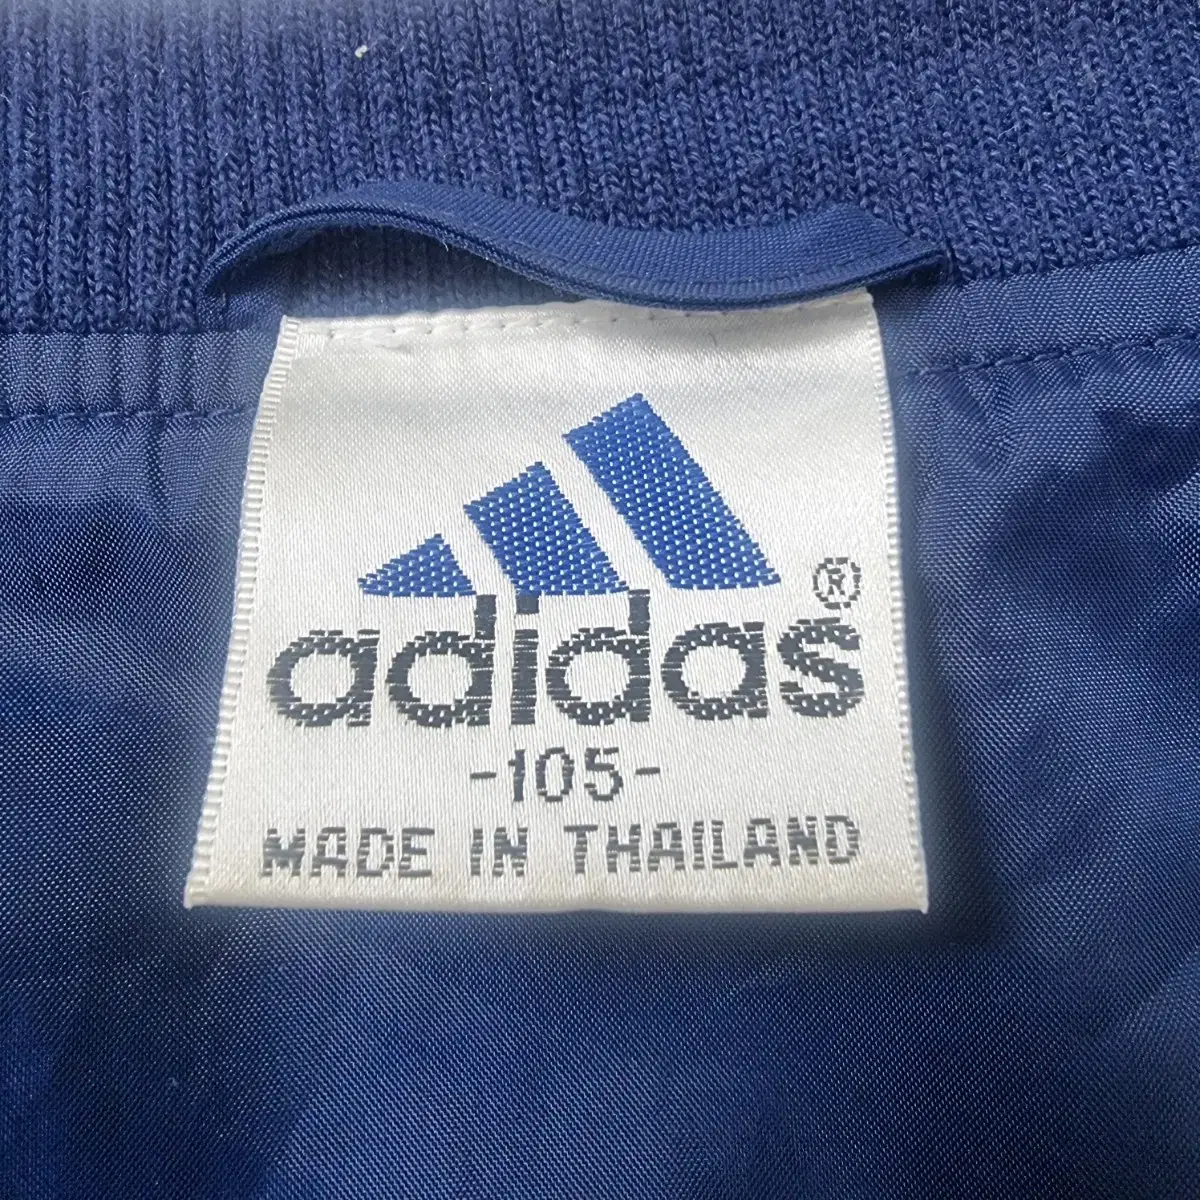 adidas®
-105-
MADE IN THAILAND